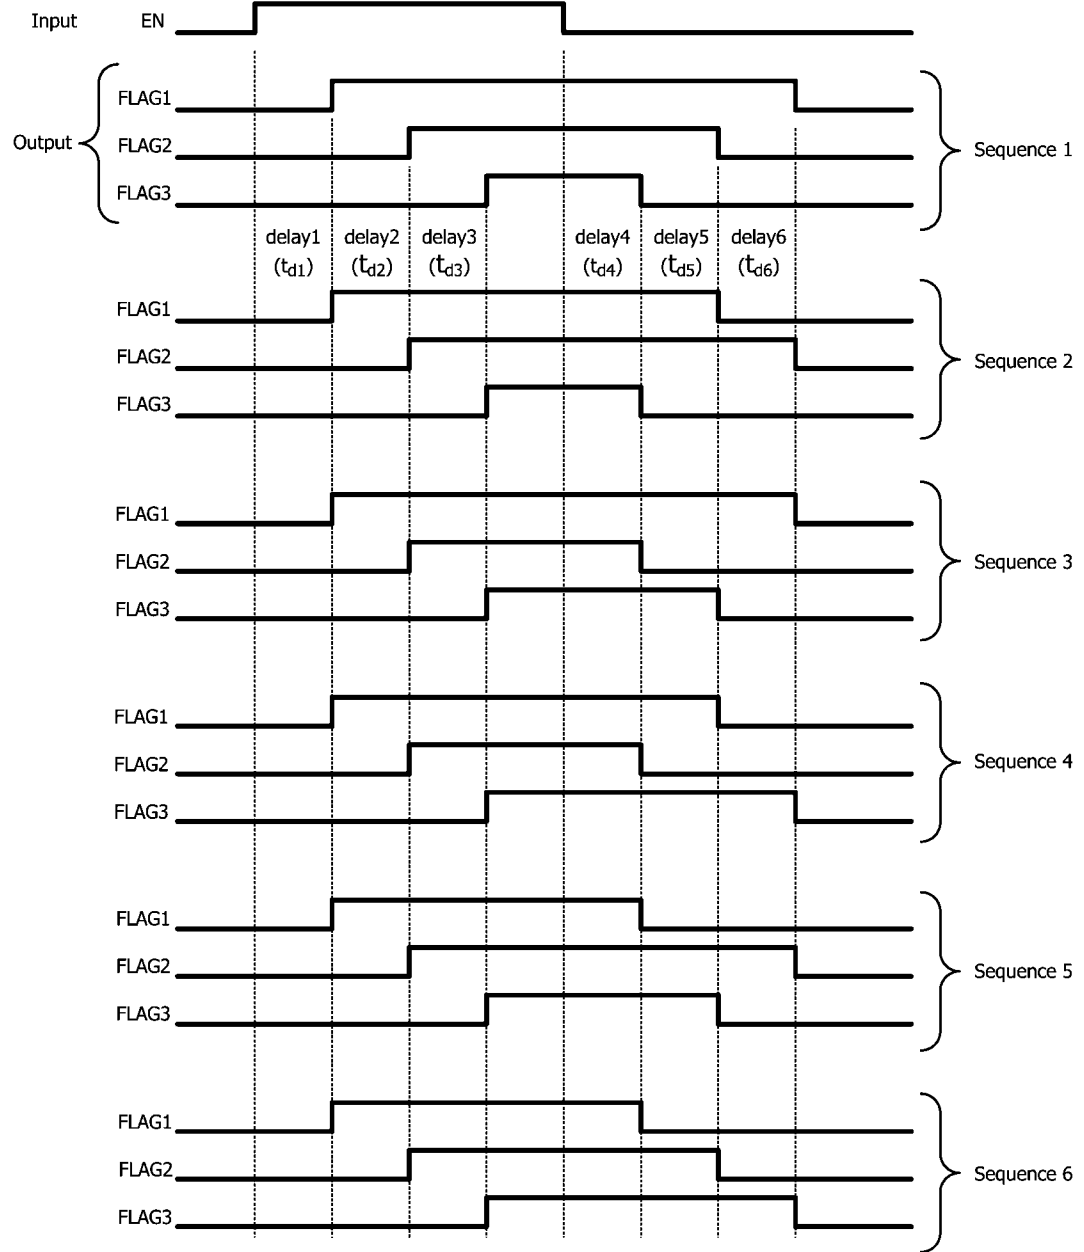 Input EN
FLAG1
Output FLAG2 Sequence 1
FLAG3
delay1 delay2 delay3 delay4 delay5 delay6
(td1) (td2) (td3) (td4) (td5) (td6)
FLAG1
FLAG2 Sequence 2
FLAG3
FLAG1
FLAG2 Sequence 3
FLAG3
FLAG1
FLAG2 Sequence 4
FLAG3
FLAG1
FLAG2 Sequence 5
FLAG3
FLAG1
FLAG2 Sequence 6
FLAG3